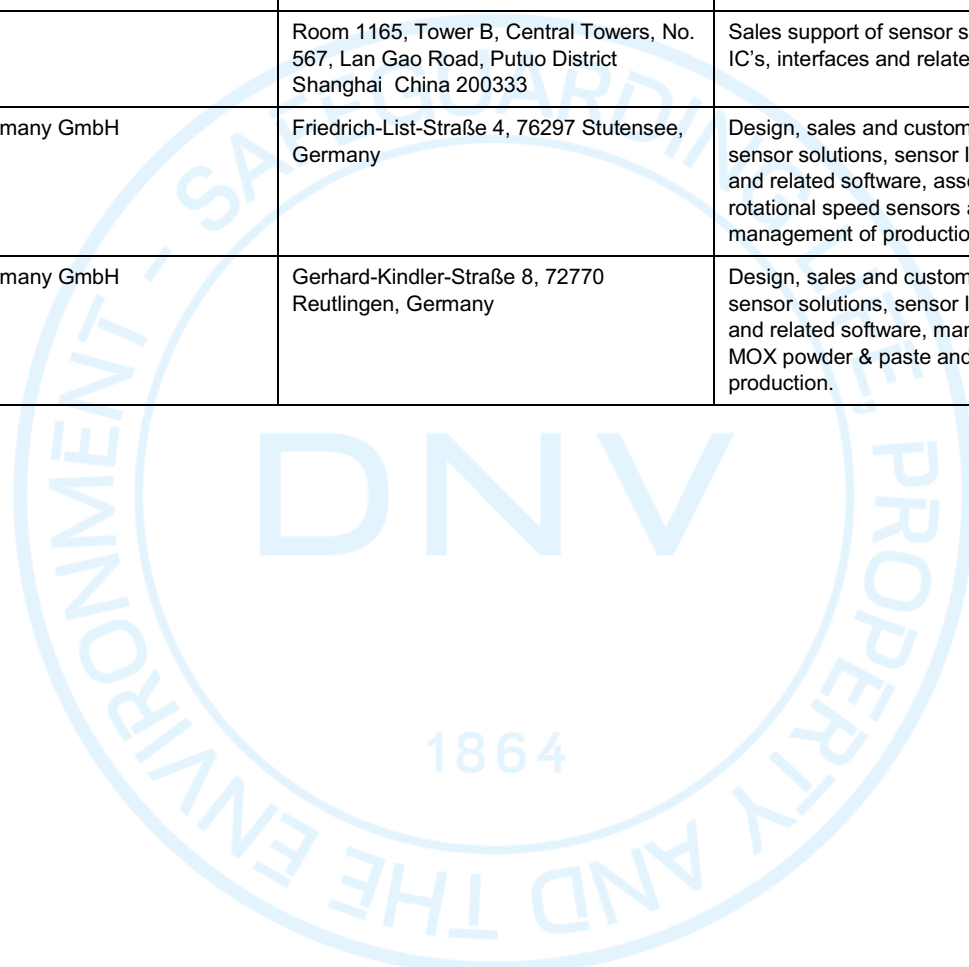 Room 1165, Tower B, Central Towers, No.
567, Lan Gao Road, Putuo District
Shanghai  China 200333
Sales support of sensor s
IC's, interfaces and relate
many GmbH
Friedrich-List-Straße 4, 76297 Stutensee,
Germany
Design, sales and custom
sensor solutions, sensor I
and related software, ass
rotational speed sensors a
management of productio
many GmbH
Gerhard-Kindler-Straße 8, 72770
Reutlingen, Germany
Design, sales and custom
sensor solutions, sensor I
and related software, mar
MOX powder & paste and
production.
SAFEGUARDING LIFE, PROPERTY AND THE ENVIRONMENT -
DNV
1864